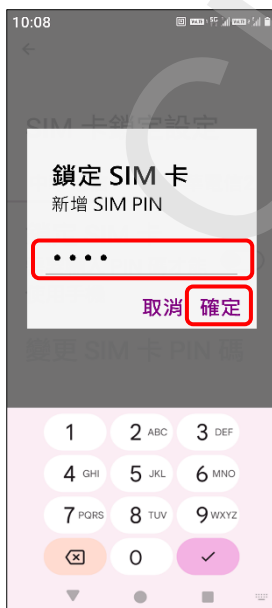 10:08
SIM 卡鎖定設定
鎖定 SIM 卡
新增 SIM PIN
••••
取消 確定
變更 SIM 卡 PIN 碼
1 2 ABC 3 DEF
4 GHI 5 JKL 6 MNO
7 PQRS 8 TUV 9 WXYZ
0